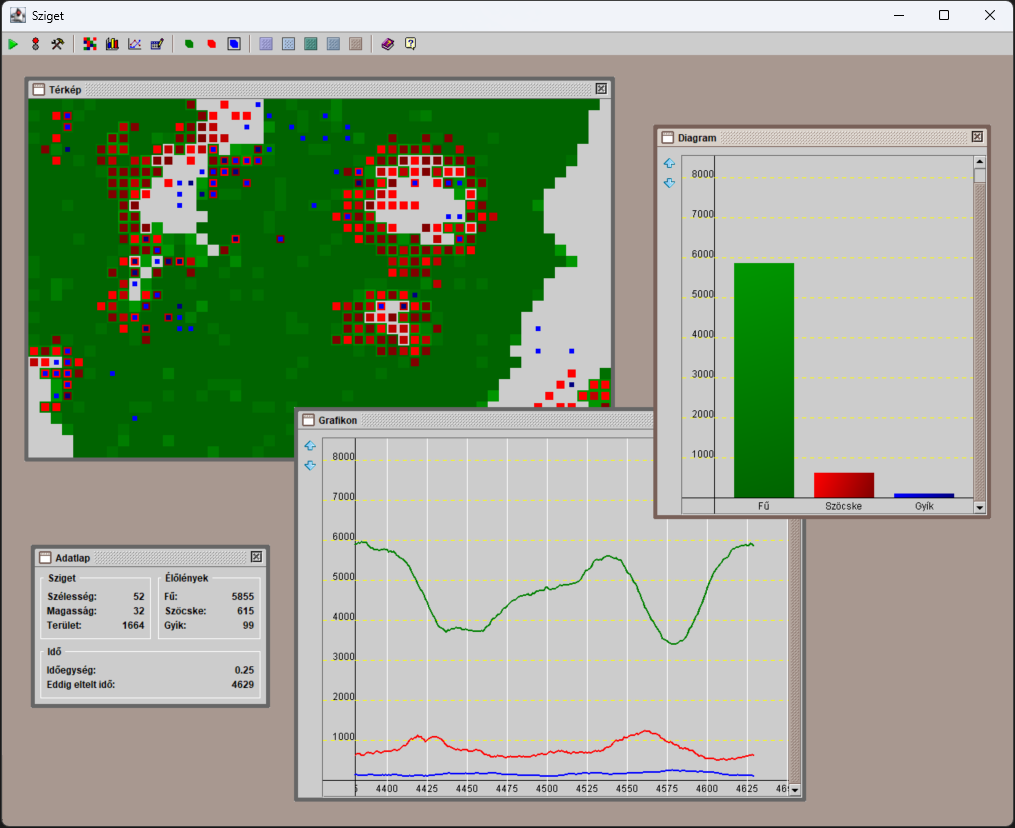 Sziget
Térkép
Diagram
8000
7000
6000
5000
4000
3000
2000
1000
Fű
Szöcske
Gyík
Grafikon
8000
7000
6000
5000
4000
3000
2000
1000
4400 4425 4450 4475 4500 4525 4550 4575 4600 4625
Adatlap
Sziget
Szélesség: 52
Magasság: 32
Terület: 1664
Élőlények
Fű: 5855
Szöcske: 615
Gyík: 99
Idő
Időegység: 0.25
Eddig eltelt idő: 4629